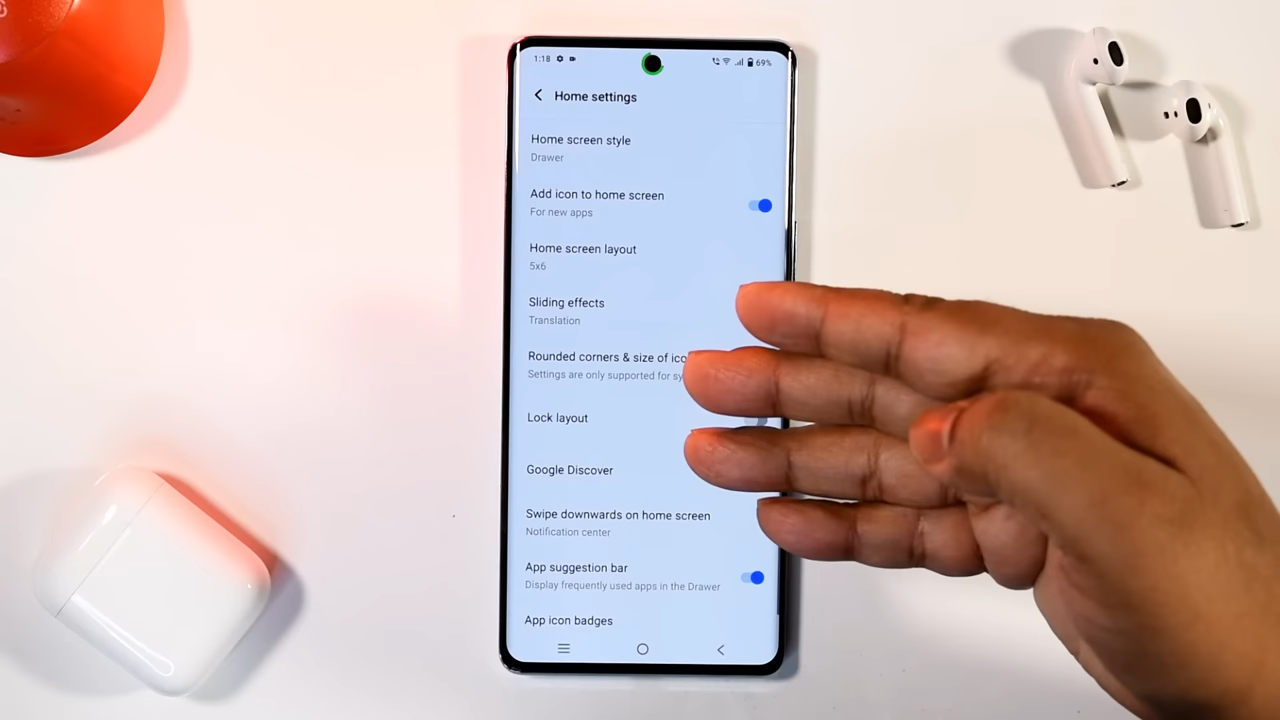 1:18
69%
Home settings
Home screen style
Drawer
Add icon to home screen
For new apps
Home screen layout
5x6
Sliding effects
Translation
Rounded corners & size of
Settings are only supported for
Lock layout
Google Discover
Swipe downwards on home screen
Notification center
App suggestion bar
Display frequently used apps in the Drawer
App icon badges